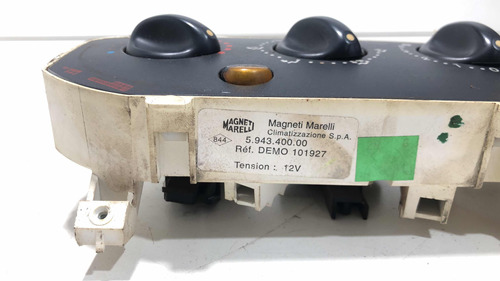 MAGNETI
MARELLI
Magneti Marelli
Climatizzazione S.p.A.
844> 5.943.400.00
Réf. DEMO 101927
Tension : 12V